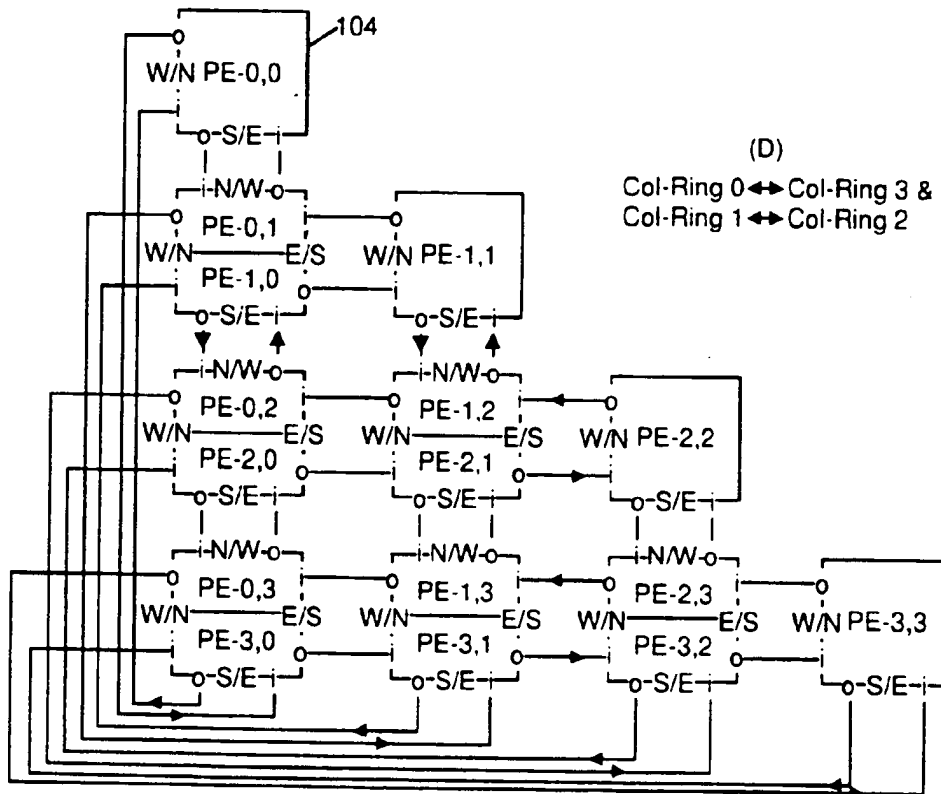 104
o
W/N PE-0,0
i
o-S/E-i
(D)
Col-Ring 0 ↔ Col-Ring 3 &
Col-Ring 1 ↔ Col-Ring 2
i-N/W-o
o PE-0,1 i o
W/N E/S W/N PE-1,1
i PE-1,0 o i
o-S/E-i o-S/E-i
i-N/W-o i-N/W-o
o PE-0,2 i o PE-1,2 i o
W/N E/S W/N E/S W/N PE-2,2
i PE-2,0 o i PE-2,1 o i
o-S/E-i o-S/E-i o-S/E-i
i-N/W-o i-N/W-o i-N/W-o
o PE-0,3 i o PE-1,3 i o PE-2,3 i o
W/N E/S W/N E/S W/N E/S W/N PE-3,3
i PE-3,0 o i PE-3,1 o i PE-3,2 o i
o-S/E-i o-S/E-i o-S/E-i o-S/E-i